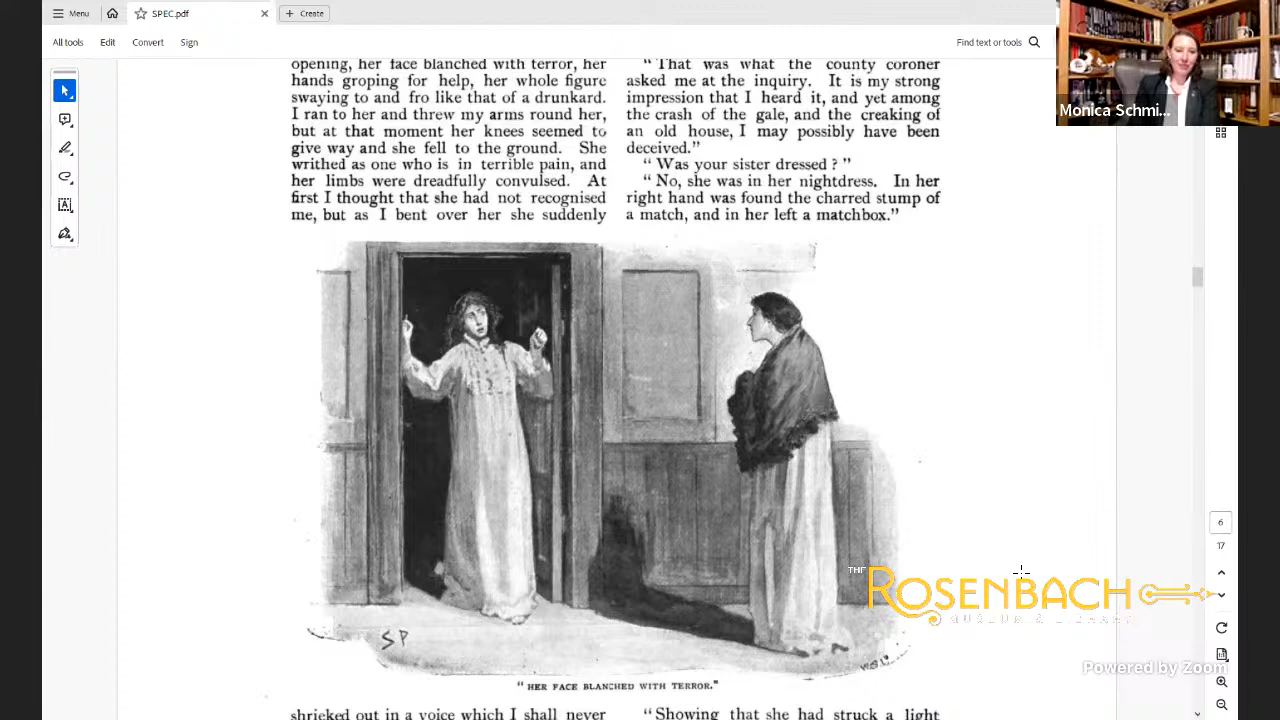 Menu
SPEC.pdf
Create
All tools
Edit
Convert
Sign
Find text or tools
Monica Schmi...
opening, her face blanched with terror, her
hands groping for help, her whole figure
swaying to and fro like that of a drunkard.
I ran to her and threw my arms round her,
but at that moment her knees seemed to
give way and she fell to the ground. She
writhed as one who is in terrible pain, and
her limbs were dreadfully convulsed. At
first I thought that she had not recognised
me, but as I bent over her she suddenly
"That was what the county coroner
asked me at the inquiry. It is my strong
impression that I heard it, and yet among
the crash of the gale, and the creaking of
an old house, I may possibly have been
deceived."
"Was your sister dressed?"
"No, she was in her nightdress. In her
right hand was found the charred stump of
a match, and in her left a matchbox."
SP
"HER FACE BLANCHED WITH TERROR."
shrieked out in a voice which I shall never
"Showing that she had struck a light
6
17
THE
ROSENBACH
MUSEUM & LIBRARY
Powered by Zoom